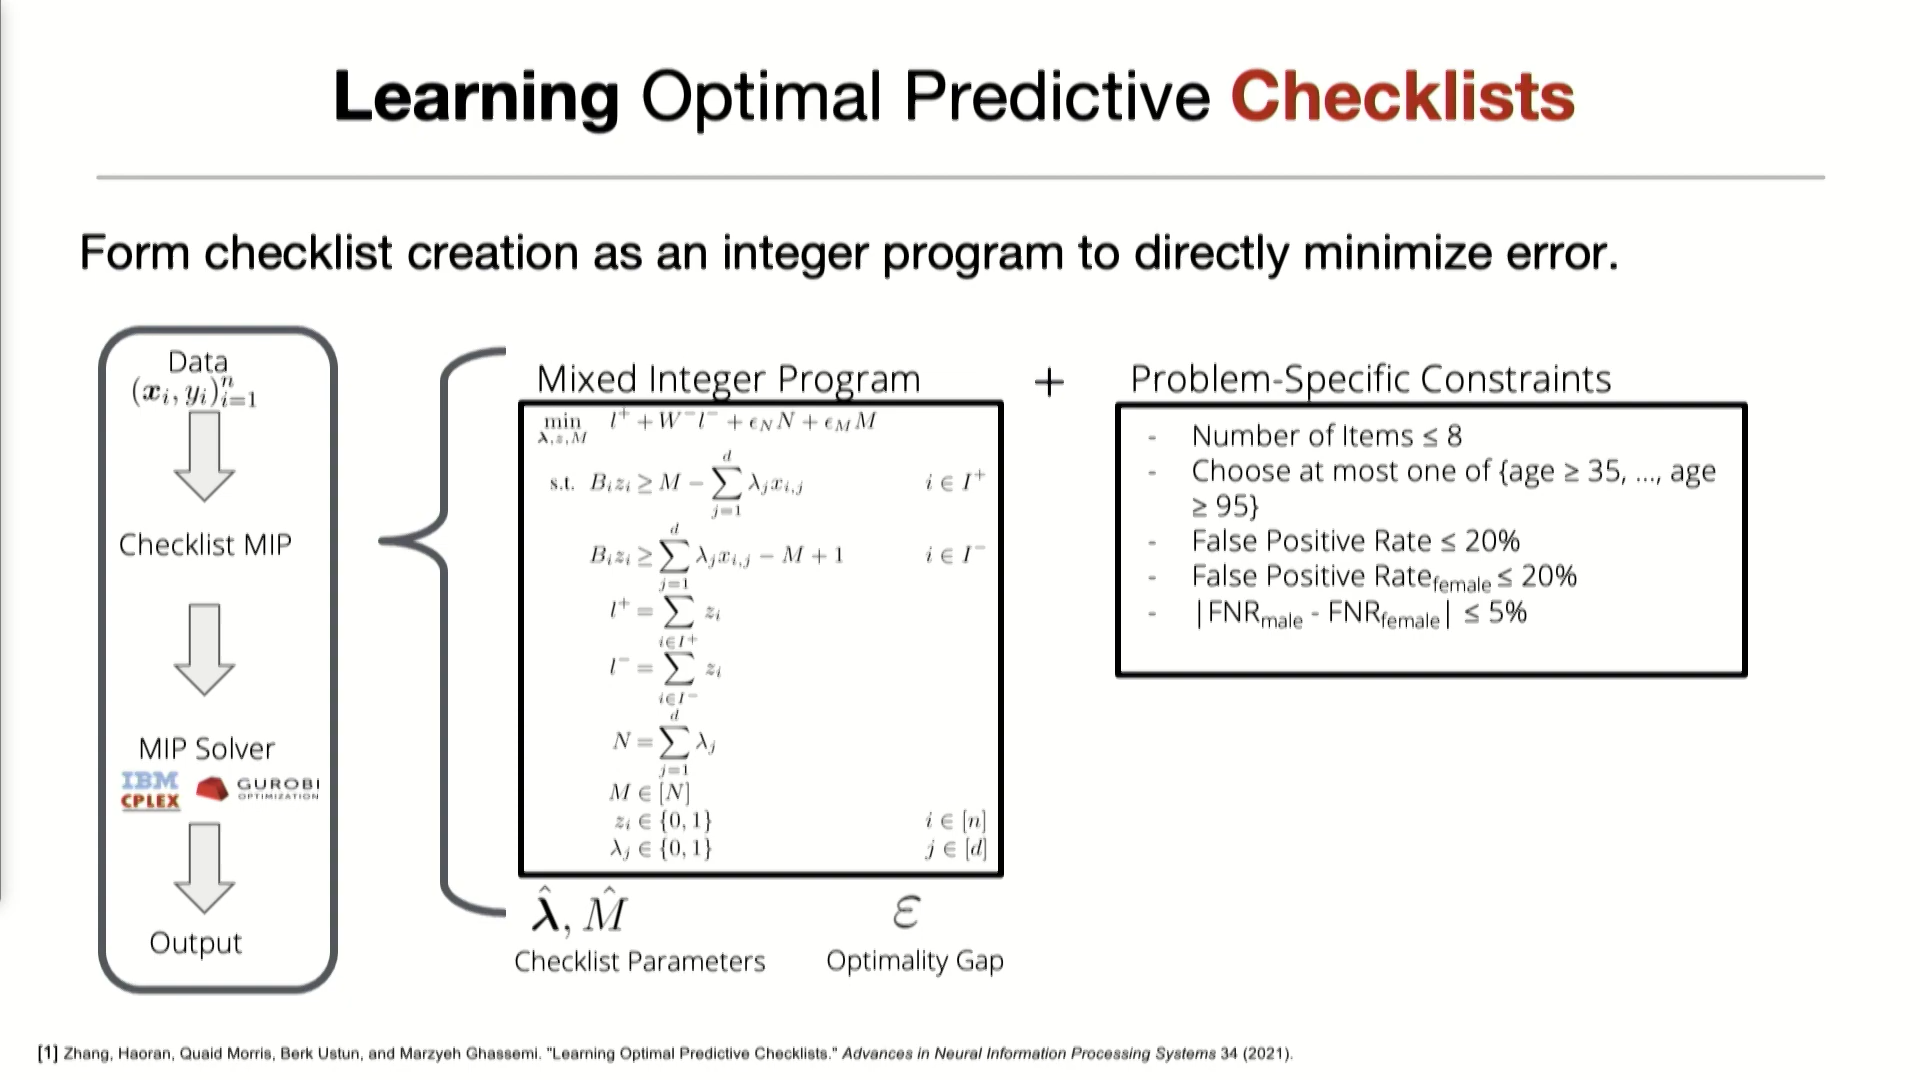 Learning Optimal Predictive Checklists
Form checklist creation as an integer program to directly minimize error.
Data
(x_i, y_i)_{i=1}^n
Checklist MIP
MIP Solver
IBM CPLEX
GUROBI OPTIMIZATION
Output
Mixed Integer Program
min_{λ,z,M} l^+ + W^- l^- + ϵ_N N + ϵ_M M
s.t. B_i z_i ≥ M − ∑_{j=1}^d λ_j x_{i,j} i ∈ I^+
B_i z_i ≥ ∑_{j=1}^d λ_j x_{i,j} − M + 1 i ∈ I^-
l^+ = ∑_{i∈I^+} z_i
l^- = ∑_{i∈I^-} z_i
N = ∑_{j=1}^d λ_j
M ∈ [N]
z_i ∈ {0, 1} i ∈ [n]
λ_j ∈ {0, 1} j ∈ [d]
λ̂, M̂
Checklist Parameters
ε
Optimality Gap
+
Problem-Specific Constraints
- Number of Items ≤ 8
- Choose at most one of {age ≥ 35, ..., age
≥ 95}
- False Positive Rate ≤ 20%
- False Positive Rate_female ≤ 20%
- |FNR_male - FNR_female| ≤ 5%
[1] Zhang, Haoran, Quaid Morris, Berk Ustun, and Marzyeh Ghassemi. "Learning Optimal Predictive Checklists." Advances in Neural Information Processing Systems 34 (2021).